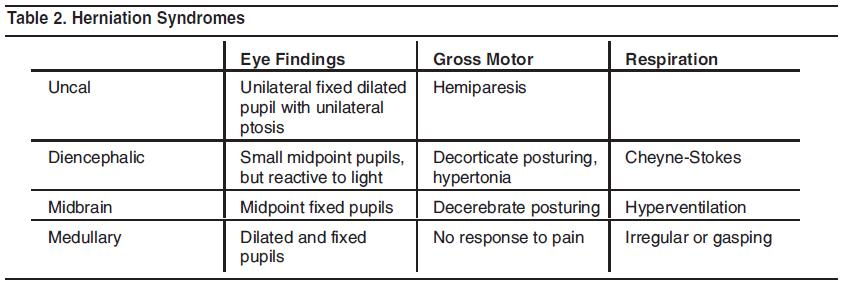 Table 2. Herniation Syndromes
Eye Findings Gross Motor Respiration
Uncal Unilateral fixed dilated Hemiparesis
pupil with unilateral
ptosis
Diencephalic Small midpoint pupils, Decorticate posturing, Cheyne-Stokes
but reactive to light hypertonia
Midbrain Midpoint fixed pupils Decerebrate posturing Hyperventilation
Medullary Dilated and fixed No response to pain Irregular or gasping
pupils